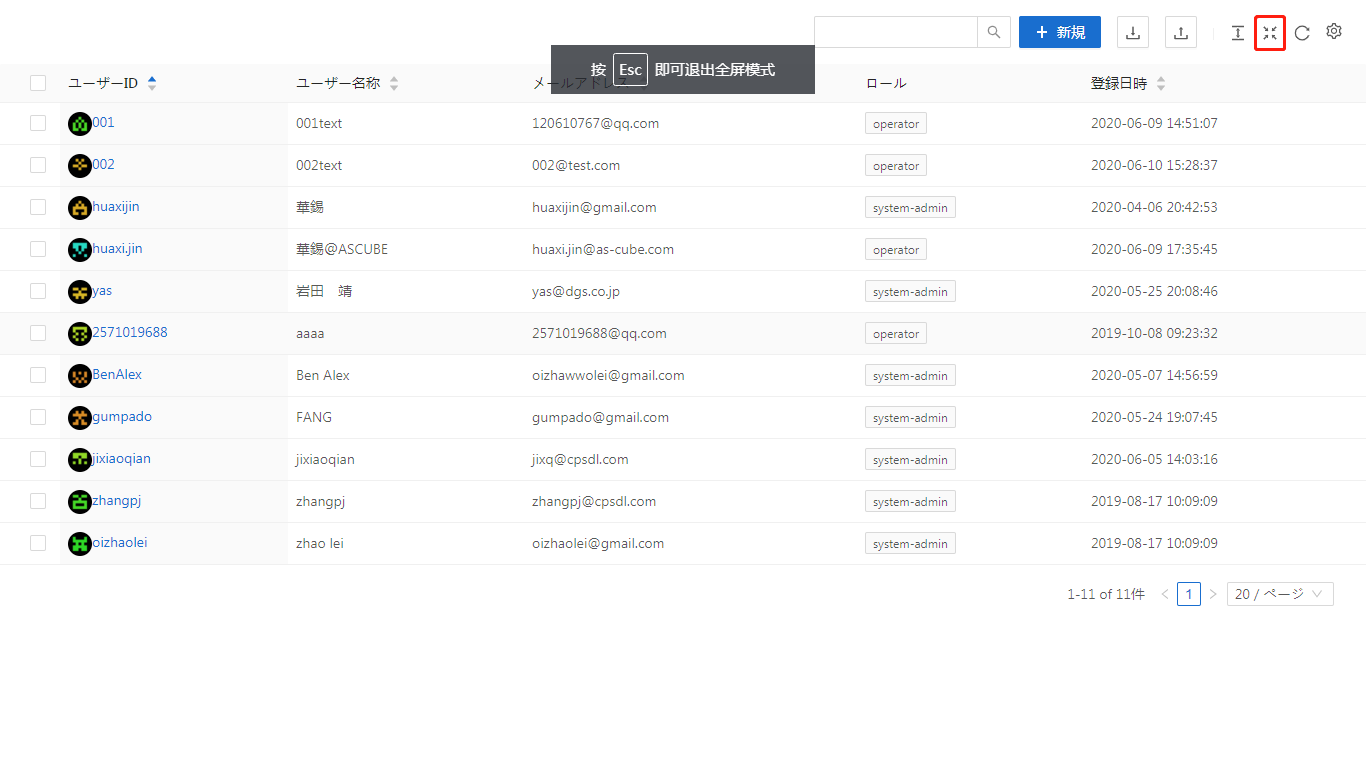 新規
按 Esc 即可退出全屏模式
ユーザーID ユーザー名称 メールアドレス ロール 登録日時
001 001text 120610767@qq.com operator 2020-06-09 14:51:07
002 002text 002@test.com operator 2020-06-10 15:28:37
huaxijin 華錫 huaxijin@gmail.com system-admin 2020-04-06 20:42:53
huaxi.jin 華錫@ASCUBE huaxi.jin@as-cube.com operator 2020-06-09 17:35:45
yas 岩田　靖 yas@dgs.co.jp system-admin 2020-05-25 20:08:46
2571019688 aaaa 2571019688@qq.com operator 2019-10-08 09:23:32
BenAlex Ben Alex oizhawwolei@gmail.com system-admin 2020-05-07 14:56:59
gumpado FANG gumpado@gmail.com system-admin 2020-05-24 19:07:45
jixiaoqian jixiaoqian jixq@cpsdl.com system-admin 2020-06-05 14:03:16
zhangpj zhangpj zhangpj@cpsdl.com system-admin 2019-08-17 10:09:09
oizhaolei zhao lei oizhaolei@gmail.com system-admin 2019-08-17 10:09:09
1-11 of 11件 < 1 > 20 / ページ